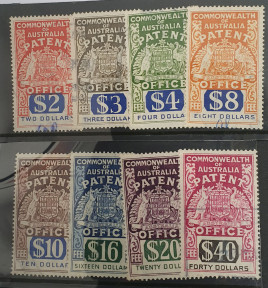 COMMONWEALTH
OF AUSTRALIA
PATENT
OFFICE
$2
TWO DOLLARS
COMMONWEALTH
OF AUSTRALIA
PATENT
OFFICE
$3
THREE DOLLARS
COMMONWEALTH
OF AUSTRALIA
PATENT
OFFICE
$4
FOUR DOLLARS
COMMONWEALTH
OF AUSTRALIA
PATENT
OFFICE
$8
EIGHT DOLLARS
COMMONWEALTH
OF AUSTRALIA
PATENT
OFFICE
$10
TEN DOLLARS
COMMONWEALTH
OF AUSTRALIA
PATENT
OFFICE
$16
SIXTEEN DOLLARS
COMMONWEALTH
OF AUSTRALIA
PATENT
OFFICE
$20
TWENTY DOLLARS
COMMONWEALTH
OF AUSTRALIA
PATENT
OFFICE
$40
FORTY DOLLARS